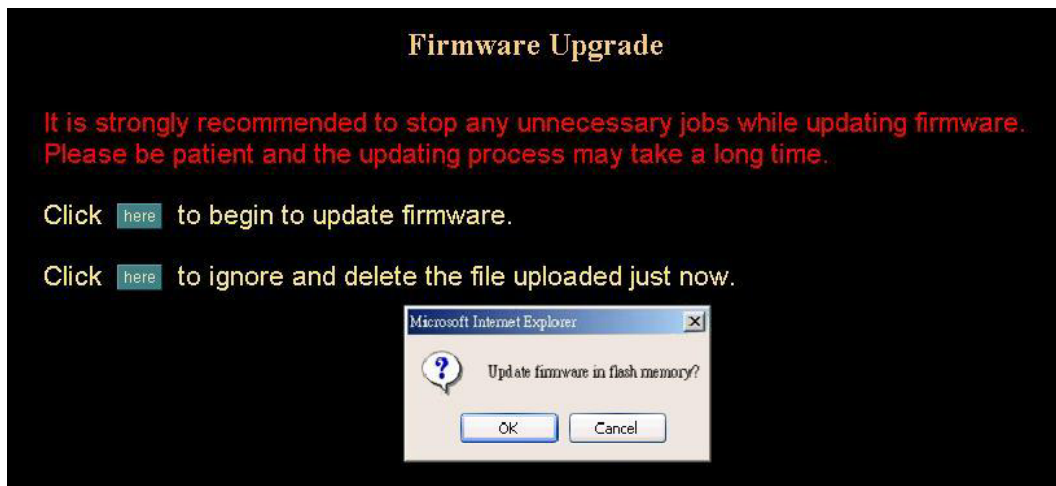 Firmware Upgrade
It is strongly recommended to stop any unnecessary jobs while updating firmware.
Please be patient and the updating process may take a long time.
Click here to begin to update firmware.
Click here to ignore and delete the file uploaded just now.
Microsoft Internet Explorer
Update firmware in flash memory?
OK Cancel